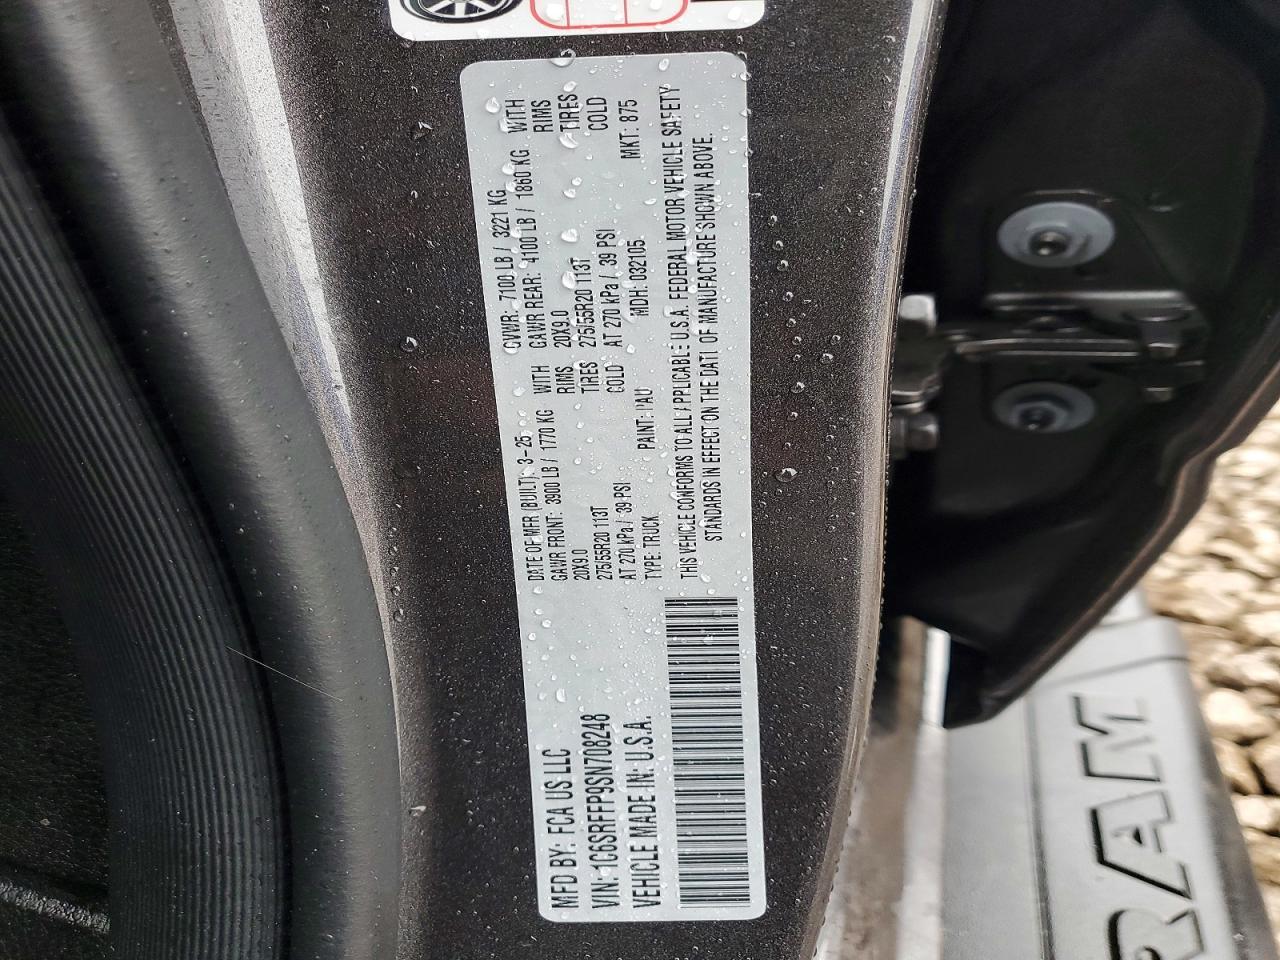 MFD BY: FCA US LLC
VIN: 1C6SRFFP9SN708248
VEHICLE MADE IN: U.S.A.
DATE OF MFR (BUILT): 3-25 GVWR: 7100 LB / 3221 KG
GAWR FRONT: 3900 LB / 1770 KG WITH GAWR REAR: 4100 LB / 1860 KG WITH
20X9.0 RIMS 20X9.0 RIMS
275/55R20 113T TIRES 275/55R20 113T TIRES
AT 270 kPa / 39 PSI COLD AT 270 kPa / 39 PSI COLD
TYPE: TRUCK PAINT: MDH: 032105 MKT: 875
THIS VEHICLE CONFORMS TO ALL APPLICABLE U.S.A. FEDERAL MOTOR VEHICLE SAFETY
STANDARDS IN EFFECT ON THE DATE OF MANUFACTURE SHOWN ABOVE.
RAM